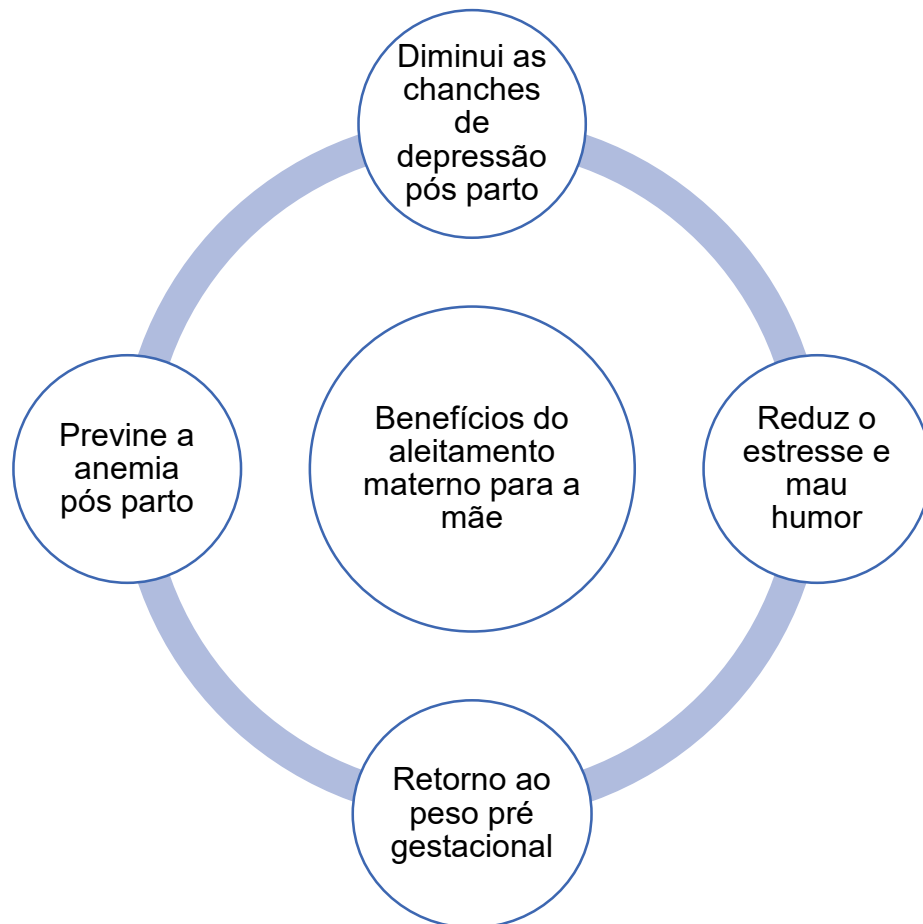 Diminui as
chanches
de
depressão
pós parto
Previne a
anemia
pós parto
Benefícios do
aleitamento
materno para a
mãe
Reduz o
estresse e
mau
humor
Retorno ao
peso pré
gestacional